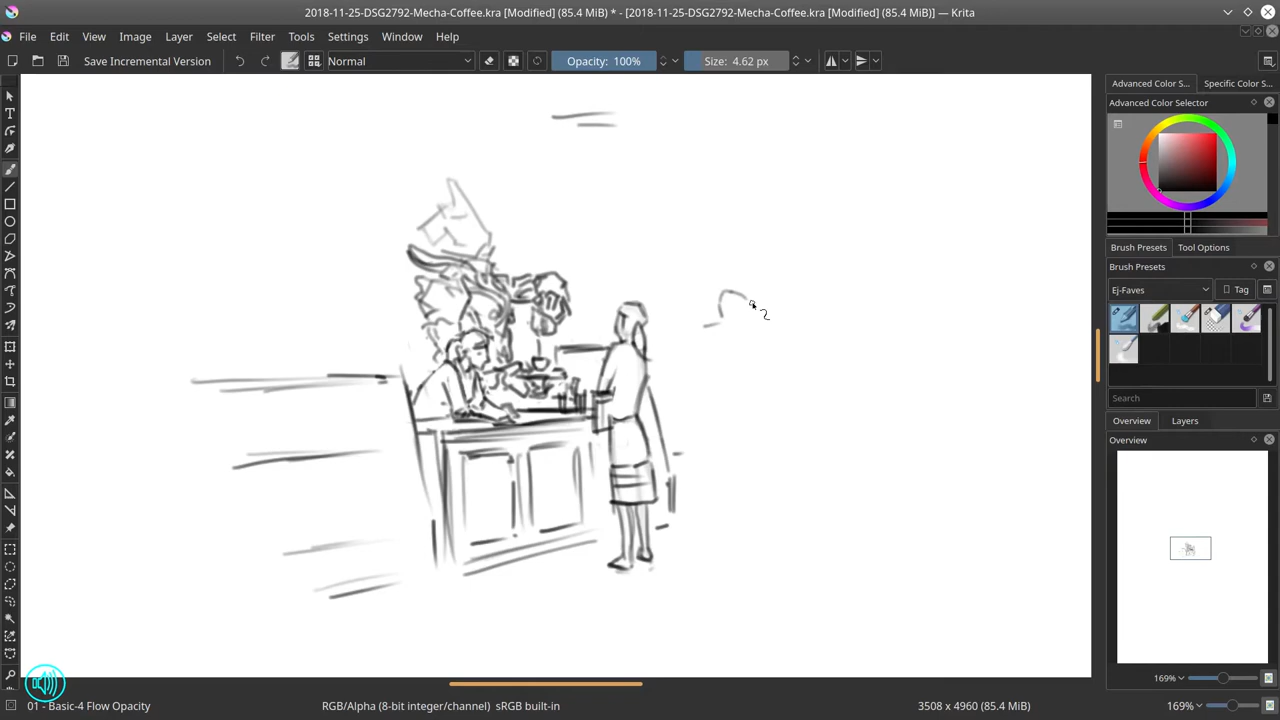 2018-11-25-DSG2792-Mecha-Coffee.kra [Modified] (85.4 MiB) * - [2018-11-25-DSG2792-Mecha-Coffee.kra [Modified] (85.4 MiB)] — Krita
File Edit View Image Layer Select Filter Tools Settings Window Help
Save Incremental Version Normal Opacity: 100% Size: 4.62 px
Advanced Color S... Specific Color S...
Advanced Color Selector
Brush Presets Tool Options
Brush Presets
Ej-Faves Tag
Search
Overview Layers
Overview
169%
01 - Basic-4 Flow Opacity RGB/Alpha (8-bit integer/channel) sRGB built-in 3508 x 4960 (85.4 MiB) 169%